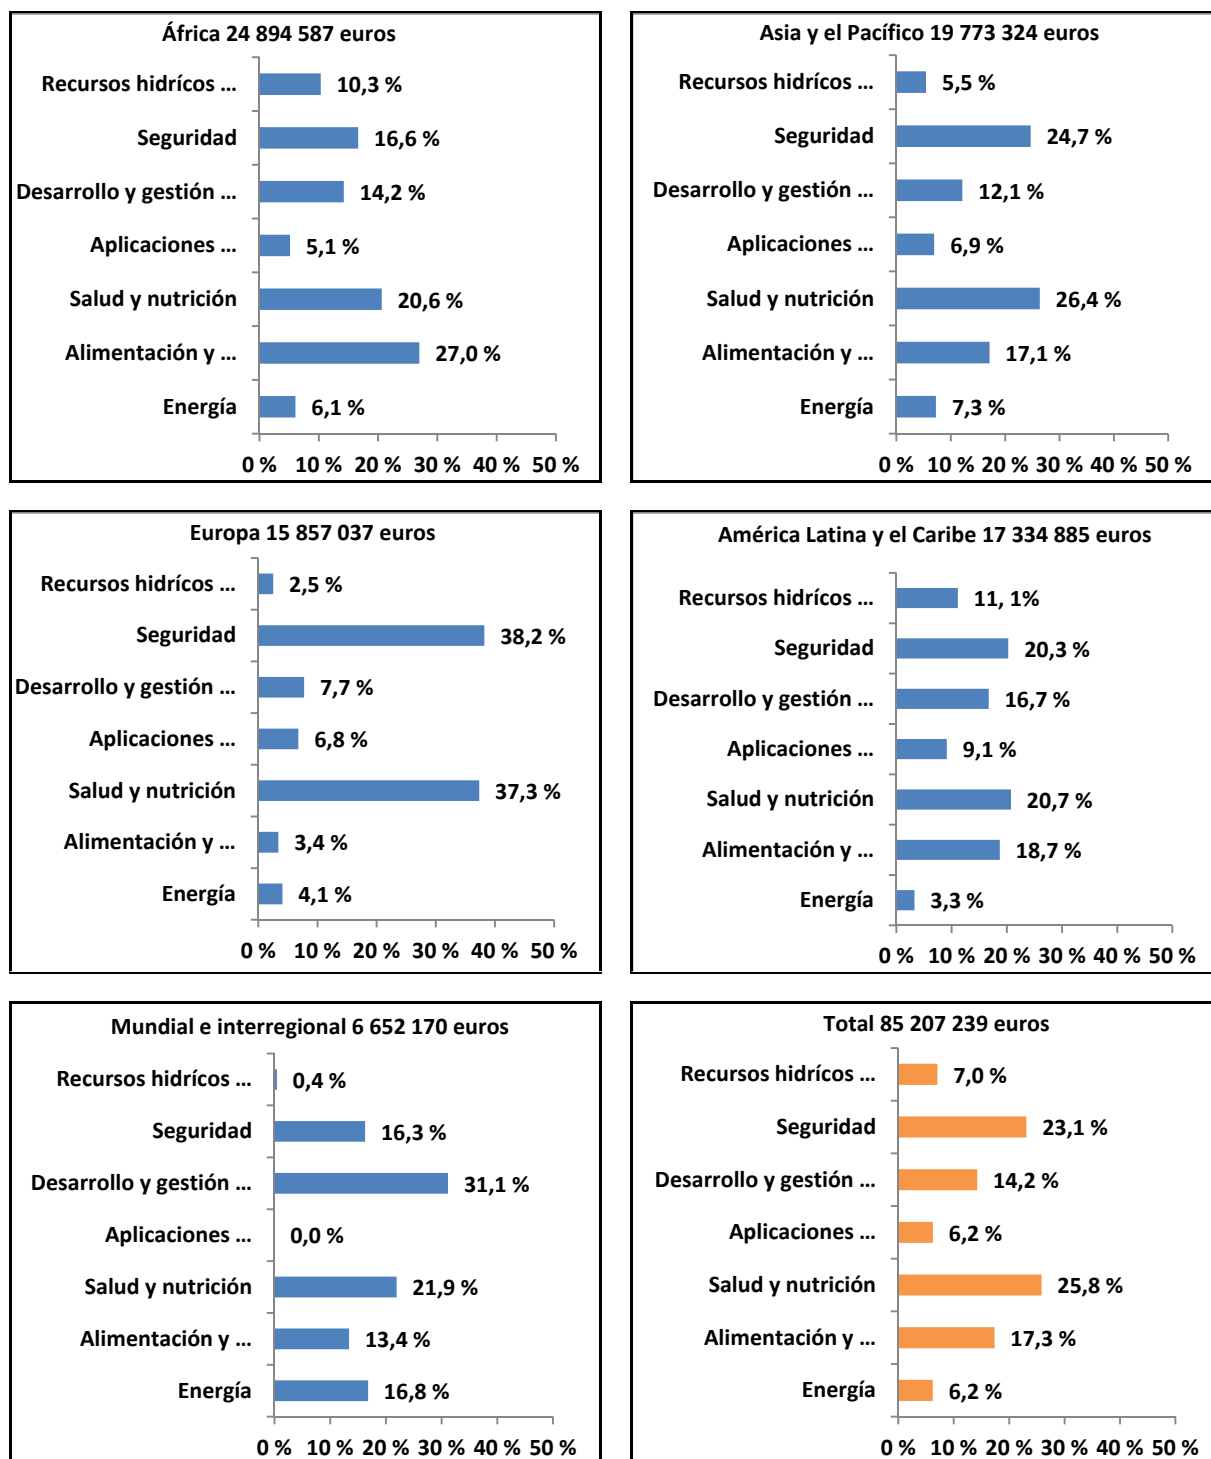 África 24 894 587 euros
Recursos hidrícos ... 10,3 %
Seguridad 16,6 %
Desarrollo y gestión ... 14,2 %
Aplicaciones ... 5,1 %
Salud y nutrición 20,6 %
Alimentación y ... 27,0 %
Energía 6,1 %
0 % 10 % 20 % 30 % 40 % 50 %
Asia y el Pacífico 19 773 324 euros
Recursos hidrícos ... 5,5 %
Seguridad 24,7 %
Desarrollo y gestión ... 12,1 %
Aplicaciones ... 6,9 %
Salud y nutrición 26,4 %
Alimentación y ... 17,1 %
Energía 7,3 %
0 % 10 % 20 % 30 % 40 % 50 %
Europa 15 857 037 euros
Recursos hidrícos ... 2,5 %
Seguridad 38,2 %
Desarrollo y gestión ... 7,7 %
Aplicaciones ... 6,8 %
Salud y nutrición 37,3 %
Alimentación y ... 3,4 %
Energía 4,1 %
0 % 10 % 20 % 30 % 40 % 50 %
América Latina y el Caribe 17 334 885 euros
Recursos hidrícos ... 11, 1%
Seguridad 20,3 %
Desarrollo y gestión ... 16,7 %
Aplicaciones ... 9,1 %
Salud y nutrición 20,7 %
Alimentación y ... 18,7 %
Energía 3,3 %
0 % 10 % 20 % 30 % 40 % 50 %
Mundial e interregional 6 652 170 euros
Recursos hidrícos ... 0,4 %
Seguridad 16,3 %
Desarrollo y gestión ... 31,1 %
Aplicaciones ... 0,0 %
Salud y nutrición 21,9 %
Alimentación y ... 13,4 %
Energía 16,8 %
0 % 10 % 20 % 30 % 40 % 50 %
Total 85 207 239 euros
Recursos hidrícos ... 7,0 %
Seguridad 23,1 %
Desarrollo y gestión ... 14,2 %
Aplicaciones ... 6,2 %
Salud y nutrición 25,8 %
Alimentación y ... 17,3 %
Energía 6,2 %
0 % 10 % 20 % 30 % 40 % 50 %